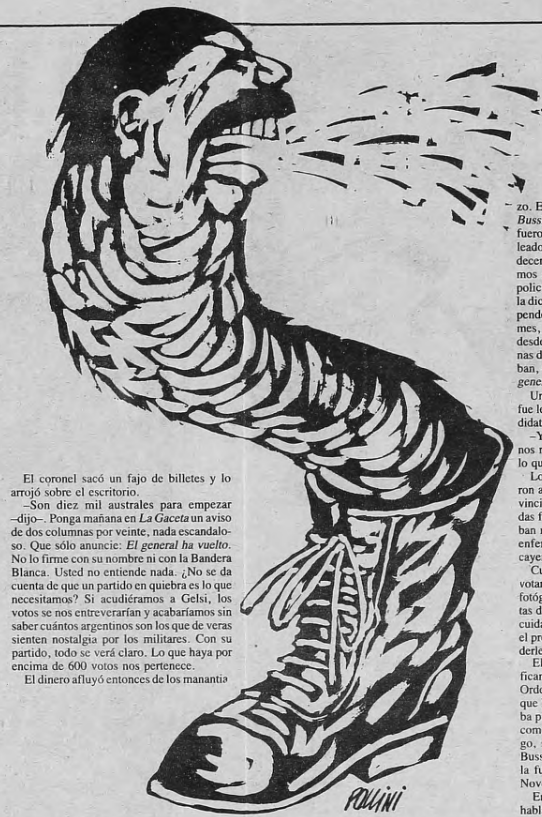 El coronel sacó un fajo de billetes y lo
arrojó sobre el escritorio.
–Son diez mil australes para empezar
–dijo–. Ponga mañana en La Gaceta un aviso
de dos columnas por veinte, nada escandalo-
so. Que sólo anuncie: El general ha vuelto.
No lo firme con su nombre ni con la Bandera
Blanca. Usted no entiende nada. ¿No se da
cuenta de que un partido en quiebra es lo que
necesitamos? Si acudiéramos a Gelsi, los
votos se nos entreverarían y acabaríamos sin
saber cuántos argentinos son los que de veras
sienten nostalgia por los militares. Con su
partido, todo se verá claro. Lo que haya por
encima de 600 votos nos pertenece.
El dinero afluyó entonces de los manantia
POLLINI
zo. E
Buss
fuero
leado
decer
mos
polic
la dic
pende
mes,
desde
nas d
ban,
gener
Un
fue lo
didat
–Y
nos r
lo qu
Lo
ron a
vinci
das f
ban r
enfer
cayer
Cu
votar
fotóg
tas d
cuida
el pr
derle
El
fican
Orde
que
ba p
com
go,
Buss
la fu
Nov
En
habl